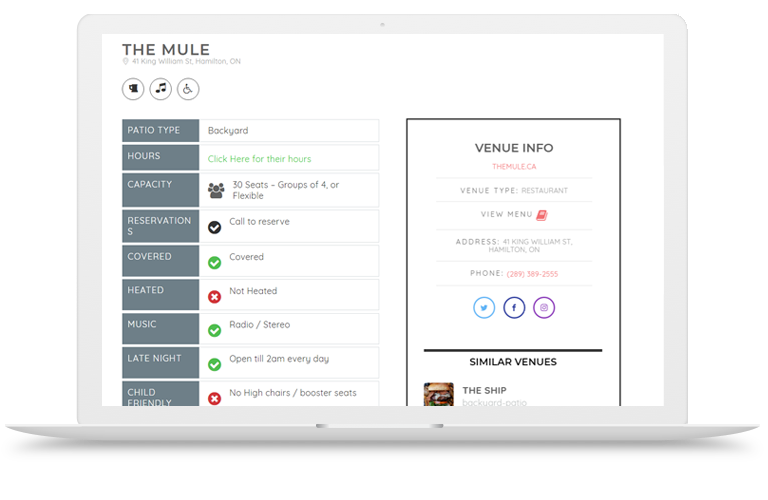 THE MULE
41 King William St, Hamilton, ON
PATIO TYPE
Backyard
HOURS
Click Here for their hours
CAPACITY
30 Seats – Groups of 4, or
Flexible
RESERVATION
S
Call to reserve
COVERED
Covered
HEATED
Not Heated
MUSIC
Radio / Stereo
LATE NIGHT
Open till 2am every day
CHILD
FRIENDLY
No High chairs / booster seats
VENUE INFO
THEMULE.CA
VENUE TYPE: RESTAURANT
VIEW MENU
ADDRESS: 41 KING WILLIAM ST,
HAMILTON, ON
PHONE: (289) 389-2555
SIMILAR VENUES
THE SHIP
backyard-patio